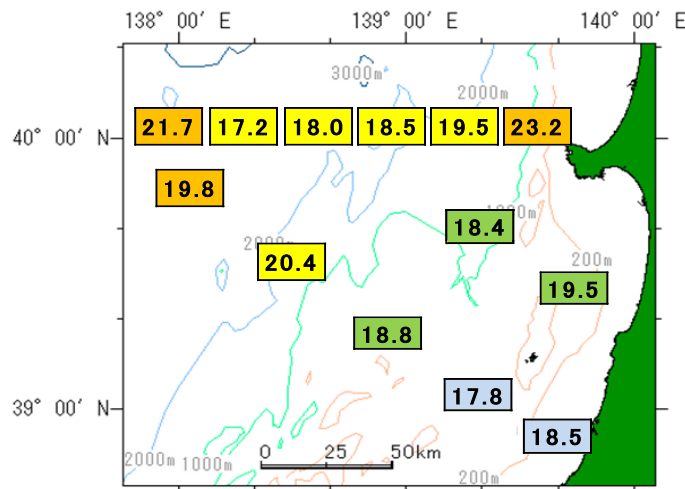 138° 00′ E 139° 00′ E 140° 00′ E
3000m
2000m
40° 00′ N
21.7 17.2 18.0 18.5 19.5 23.2
19.8
1000m
18.4
2000m
20.4
200m
19.5
18.8
39° 00′ N
17.8
18.5
0 25 50km
2000m
1000m
200m